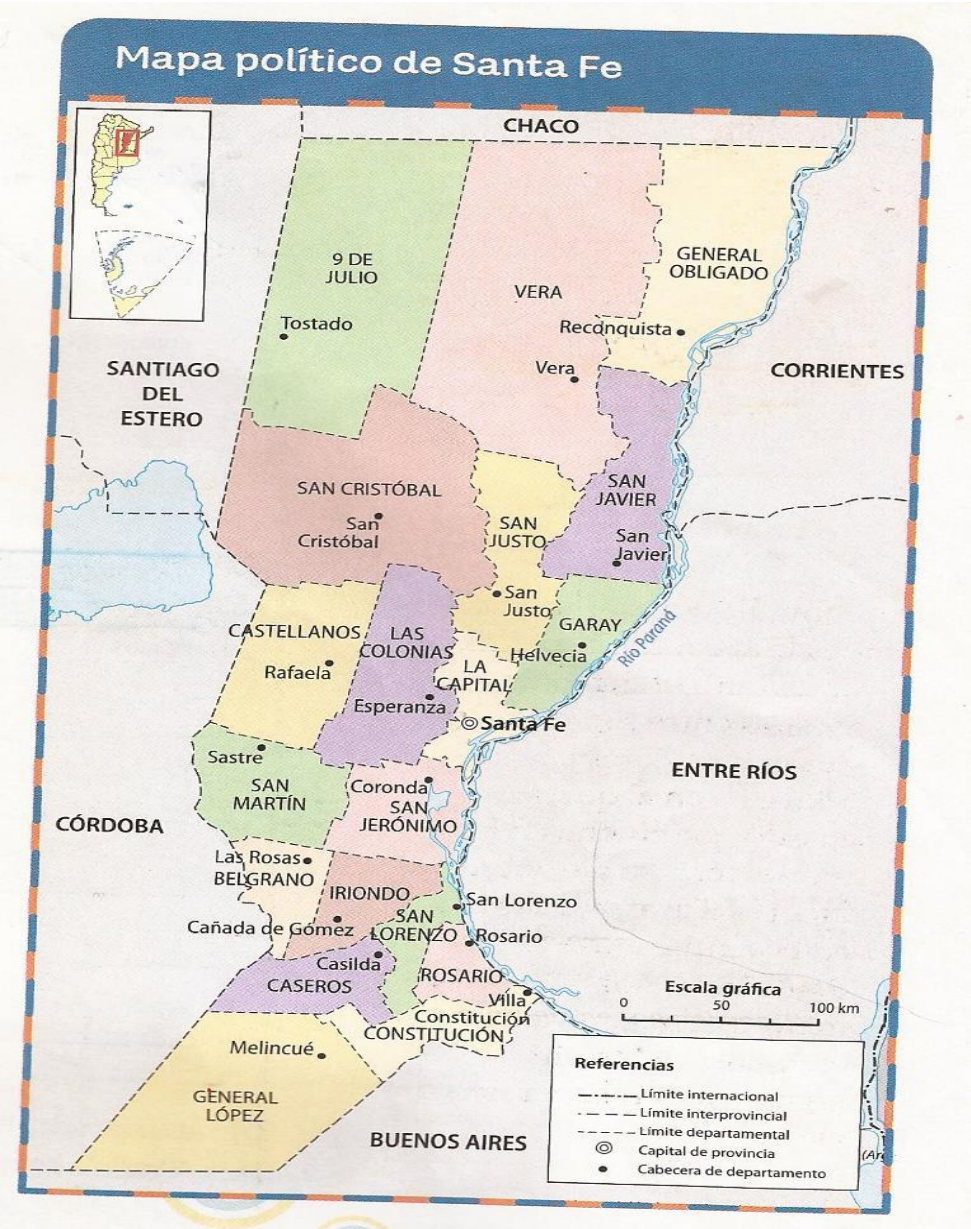 Mapa político de Santa Fe
CHACO
9 DE
JULIO
Tostado
VERA
GENERAL
OBLIGADO
Reconquista
Vera
SANTIAGO
DEL
ESTERO
CORRIENTES
SAN CRISTÓBAL
San
Cristóbal
SAN
JUSTO
SAN
JAVIER
San
Javier
San
Justo
GARAY
Helvecia
Río Paraná
CASTELLANOS
Rafaela
LAS
COLONIAS
Esperanza
LA
CAPITAL
Santa Fe
Sastre
SAN
MARTÍN
Coronda
SAN
JERÓNIMO
ENTRE RÍOS
CÓRDOBA
Las Rosas
BELGRANO
IRIONDO
Cañada de Gómez
SAN
LORENZO
San Lorenzo
Rosario
Casilda
CASEROS
ROSARIO
Villa
Constitución
CONSTITUCIÓN
Melincué
GENERAL
LÓPEZ
BUENOS AIRES
Escala gráfica
0 50 100 km
Referencias
Límite internacional
Límite interprovincial
Límite departamental
Capital de provincia
Cabecera de departamento